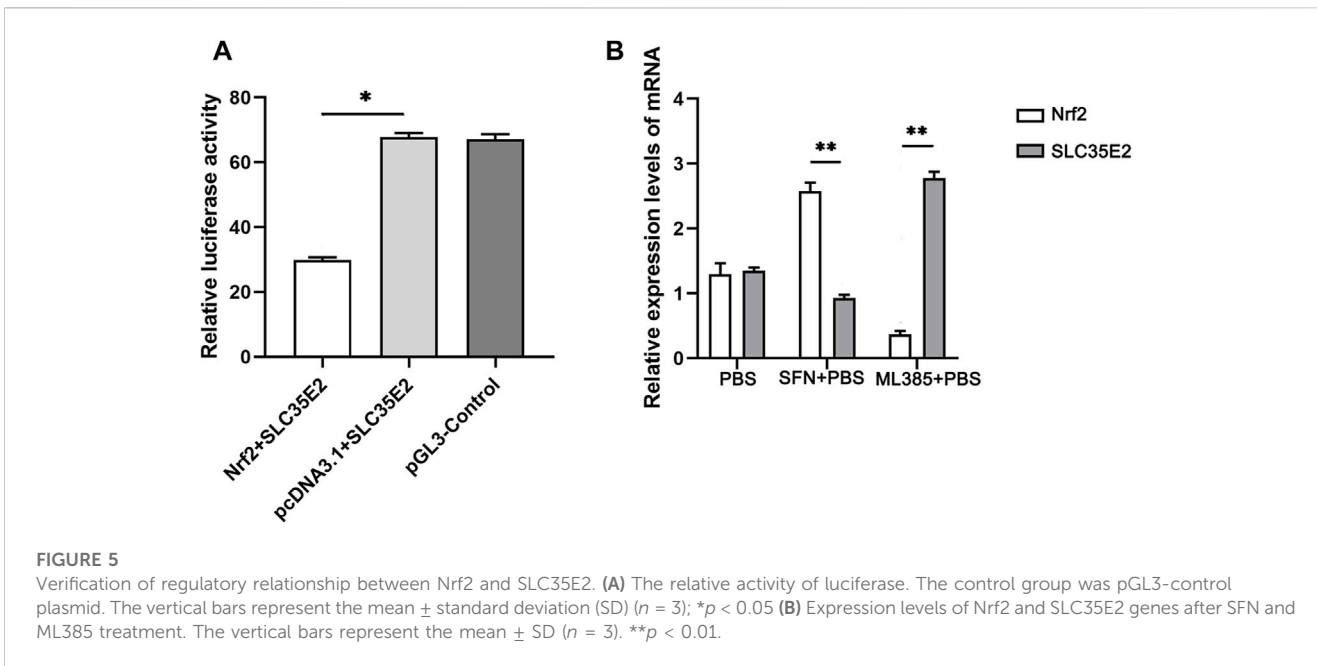 A
Relative luciferase activity
80
60
40
20
0
*
Nrf2+SLC35E2
pcDNA3.1+SLC35E2
pGL3-Control
B
Relative expression levels of mRNA
4
3
2
1
0
**
**
PBS
SFN+PBS
ML385+PBS
Nrf2
SLC35E2
FIGURE 5
Verification of regulatory relationship between Nrf2 and SLC35E2. (A) The relative activity of luciferase. The control group was pGL3-control
plasmid. The vertical bars represent the mean ± standard deviation (SD) (n = 3); *p < 0.05 (B) Expression levels of Nrf2 and SLC35E2 genes after SFN and
ML385 treatment. The vertical bars represent the mean ± SD (n = 3). **p < 0.01.